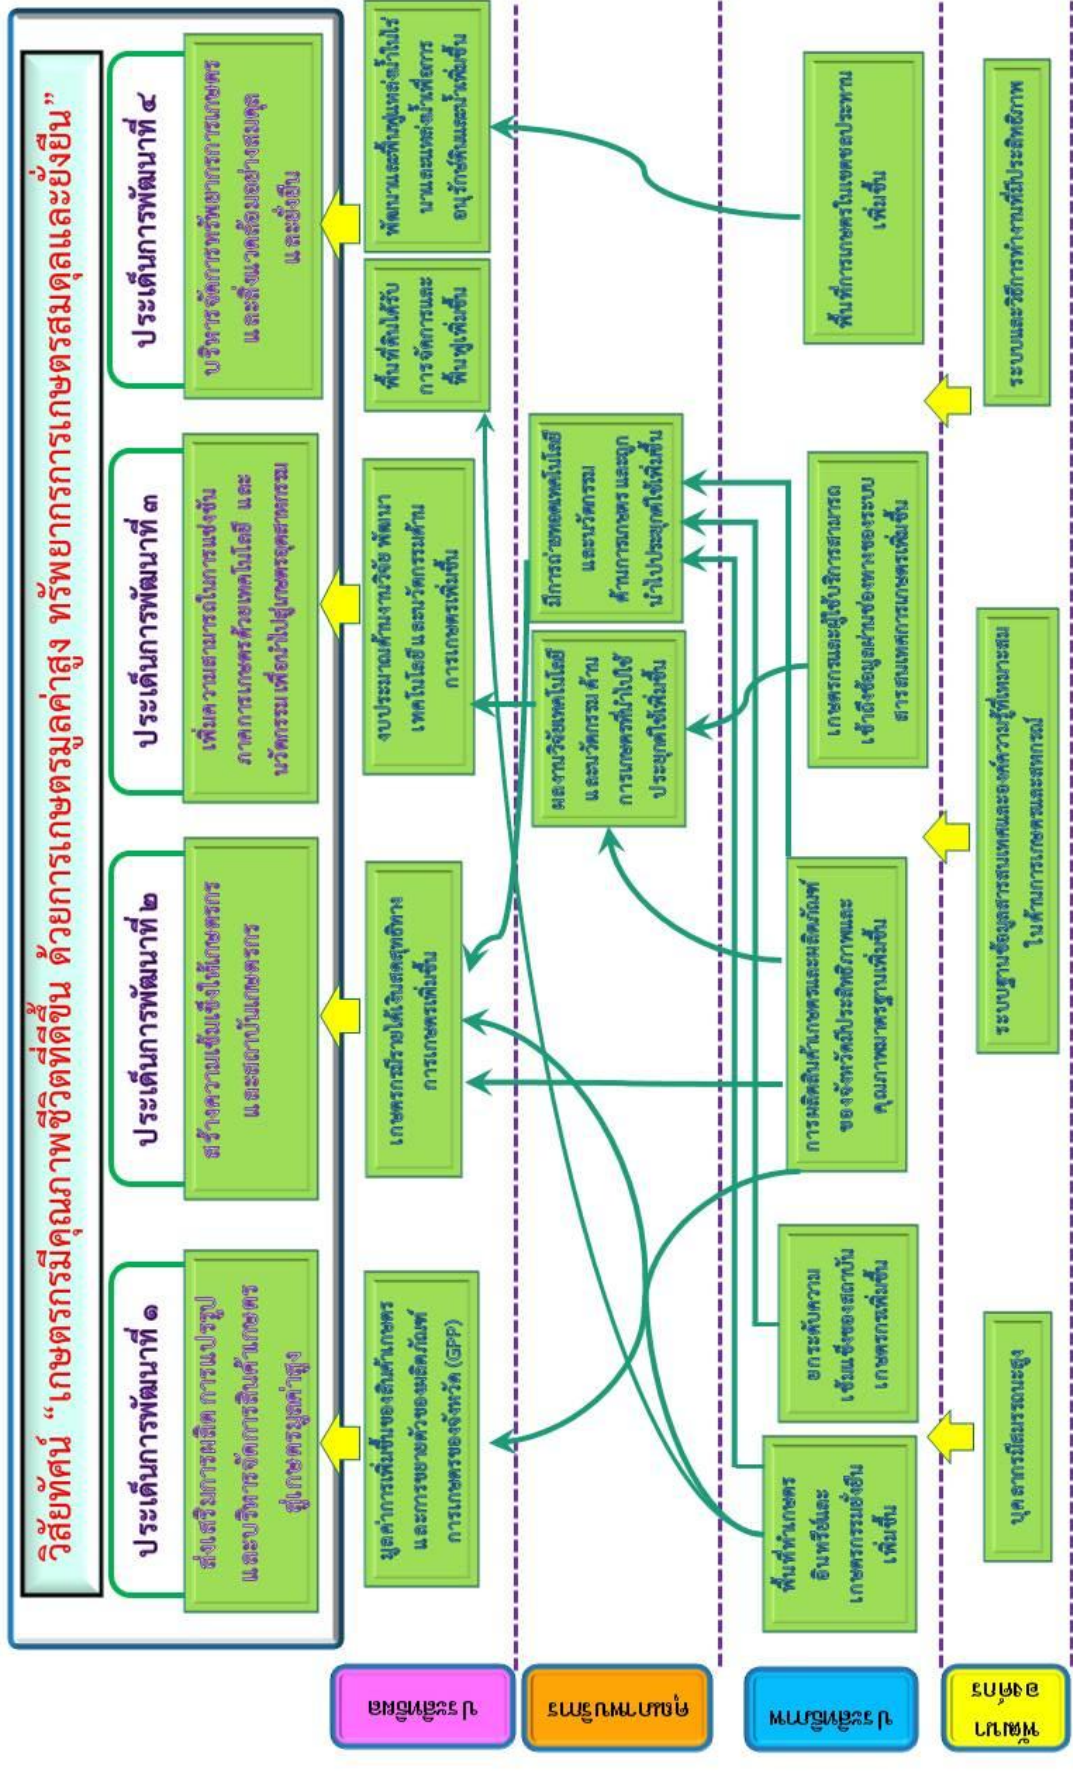 วิสัยทัศน์ “เกษตรกรมีคุณภาพชีวิตที่ดีขึ้น ด้วยการเกษตรมูลค่าสูง ทรัพยากรการเกษตรสมดุลและยั่งยืน”
ประเด็นการพัฒนาที่ ๑
ส่งเสริมการผลิต การแปรรูป
และบริหารจัดการสินค้าเกษตร
สู่เกษตรมูลค่าสูง
ประเด็นการพัฒนาที่ ๒
สร้างความเข้มแข็งให้เกษตรกร
และสถาบันเกษตรกร
ประเด็นการพัฒนาที่ ๓
เพิ่มความสามารถในการแข่งขัน
ภาคการเกษตรด้วยเทคโนโลยี และ
นวัตกรรม เพื่อนำไปสู่เกษตรอุตสาหกรรม
ประเด็นการพัฒนาที่ ๔
บริหารจัดการทรัพยากรการเกษตร
และสิ่งแวดล้อมอย่างสมดุล
และยั่งยืน
ประสิทธิผล
มูลค่าการเพิ่มขึ้นของสินค้าเกษตร
และการขยายตัวของผลิตภัณฑ์
การเกษตรของจังหวัด (GPP)
เกษตรกรมีรายได้เงินสดสุทธิทาง
การเกษตรเพิ่มขึ้น
งบประมาณด้านงานวิจัย พัฒนา
เทคโนโลยี และนวัตกรรมด้าน
การเกษตรเพิ่มขึ้น
พื้นที่ดินได้รับ
การจัดการและ
ฟื้นฟูเพิ่มขึ้น
พัฒนาและฟื้นฟูแหล่งน้ำในไร่
นาและแหล่งน้ำเพื่อการ
อนุรักษ์ดินและน้ำเพิ่มขึ้น
คุณภาพบริการ
ผลงานวิจัยเทคโนโลยี
และนวัตกรรม ด้าน
การเกษตรที่นำไปใช้
ประยุกต์ใช้เพิ่มขึ้น
มีการถ่ายทอดเทคโนโลยี
และนวัตกรรม
ด้านการเกษตร และถูก
นำไปประยุกต์ใช้เพิ่มขึ้น
ประสิทธิภาพ
พื้นที่ทำเกษตร
อินทรีย์และ
เกษตรกรรมยั่งยืน
เพิ่มขึ้น
ยกระดับความ
เข้มแข็งของสถาบัน
เกษตรกรเพิ่มขึ้น
การผลิตสินค้าเกษตรและผลิตภัณฑ์
ของจังหวัดมีประสิทธิภาพและ
คุณภาพมาตรฐานเพิ่มขึ้น
เกษตรกรและผู้ใช้บริการสามารถ
เข้าถึงข้อมูลผ่านช่องทางของระบบ
สารสนเทศการเกษตรเพิ่มขึ้น
พื้นที่การเกษตรในเขตชลประทาน
เพิ่มขึ้น
พัฒนา
องค์กร
บุคลากรมีสมรรถนะสูง
ระบบฐานข้อมูลสารสนเทศและองค์ความรู้ที่เหมาะสม
ในด้านการเกษตรและสหกรณ์
ระบบและวิธีการทำงานที่มีประสิทธิภาพ